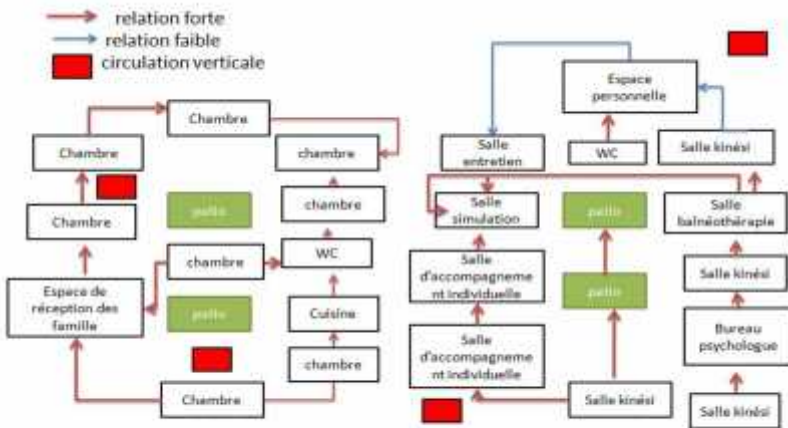 relation forte
relation faible
circulation verticale
Chambre
Chambre
chambre
Chambre
chambre
patio
chambre
WC
Espace de
réception des
famille
patio
Cuisine
chambre
Chambre
Espace
personnelle
Salle
entretien
WC
Salle kinési
Salle
simulation
patio
Salle
balnéothérapie
Salle
d'accompagneme
nt individuelle
patio
Salle kinési
Salle
d'accompagneme
nt individuelle
Bureau
psychologue
Salle kinési
Salle kinési